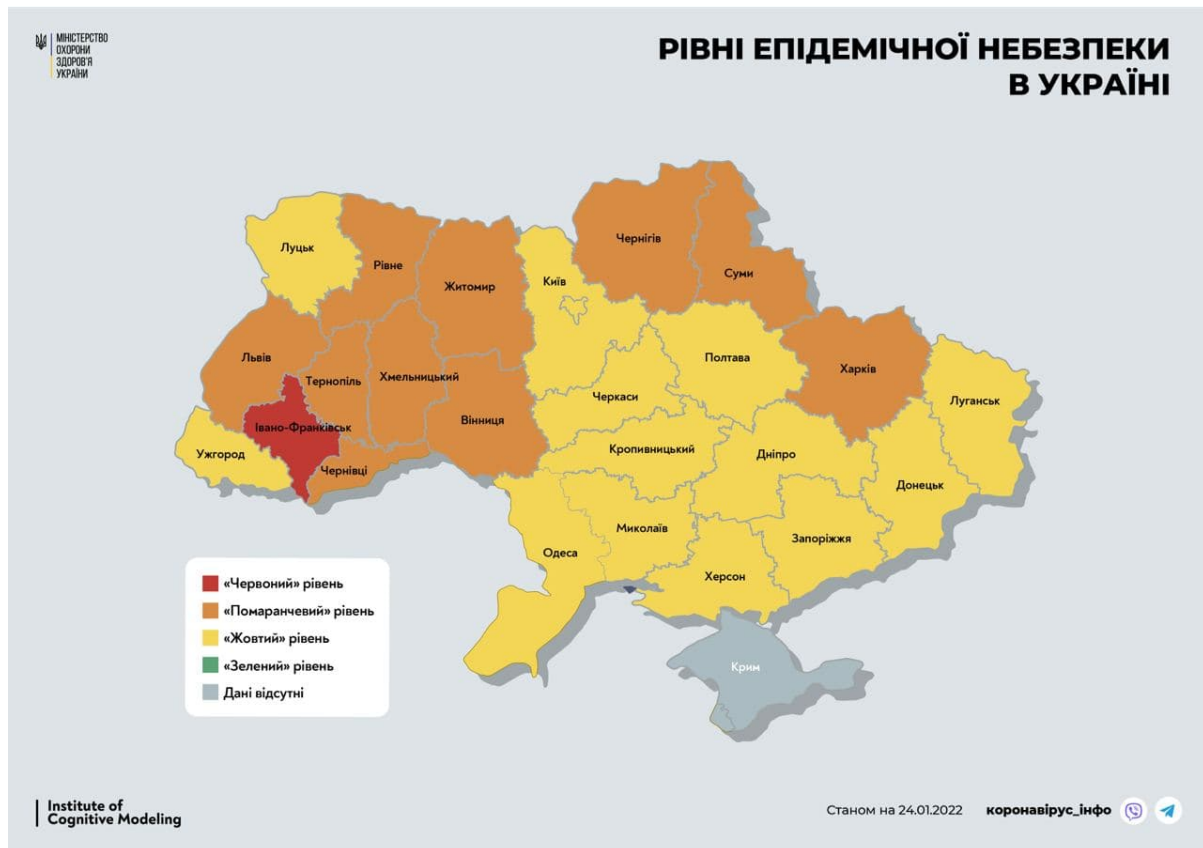 МІНІСТЕРСТВО
ОХОРОНИ
ЗДОРОВ'Я
УКРАЇНИ
РІВНІ ЕПІДЕМІЧНОЇ НЕБЕЗПЕКИ
В УКРАЇНІ
Луцьк
Рівне
Житомир
Київ
Чернігів
Суми
Львів
Тернопіль
Хмельницький
Вінниця
Черкаси
Полтава
Харків
Луганськ
Івано-Франківськ
Ужгород
Чернівці
Кропивницький
Дніпро
Донецьк
Одеса
Миколаїв
Запоріжжя
Херсон
Крим
«Червоний» рівень
«Помаранчевий» рівень
«Жовтий» рівень
«Зелений» рівень
Дані відсутні
Institute of
Cognitive Modeling
Станом на 24.01.2022 коронавірус_інфо